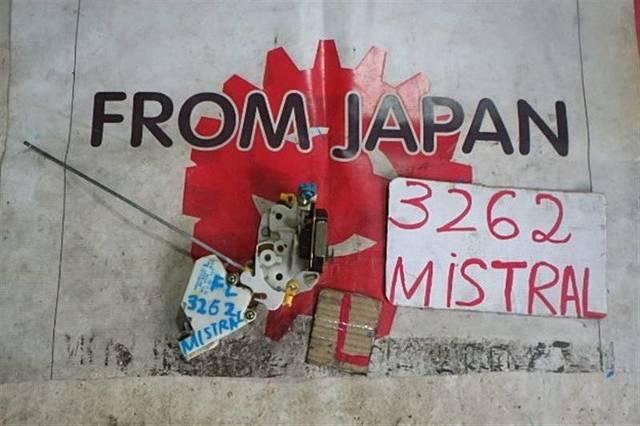 FROM JAPAN
3262
MiSTRAL
FL
3262
MISTRAL
L